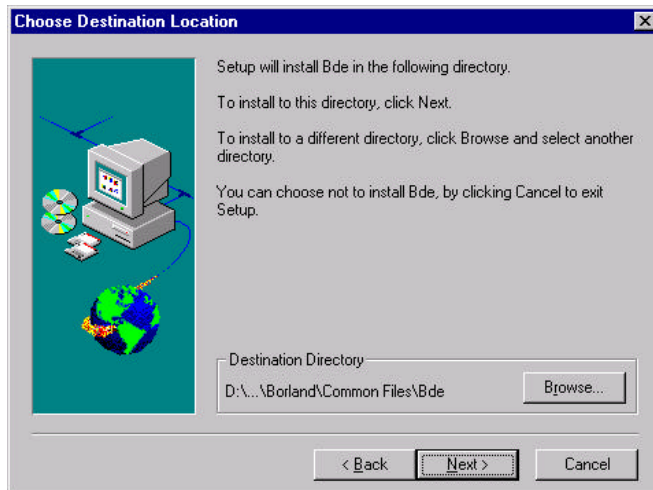 Choose Destination Location
Setup will install Bde in the following directory.
To install to this directory, click Next.
To install to a different directory, click Browse and select another
directory.
You can choose not to install Bde, by clicking Cancel to exit
Setup.
Destination Directory
D:\...\Borland\Common Files\Bde
Browse...
< Back
Next >
Cancel